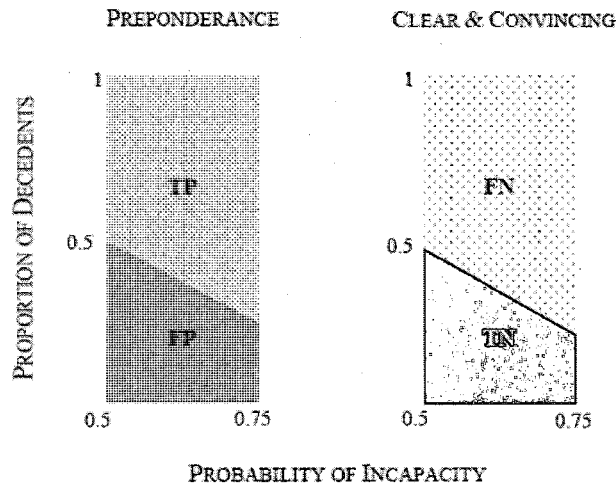 PREPONDERANCE
CLEAR & CONVINCING
PROPORTION OF DECEDENTS
1
TP
0.5
FP
0.5
0.75
1
FN
0.5
TN
0.5
0.75
PROBABILITY OF INCAPACITY